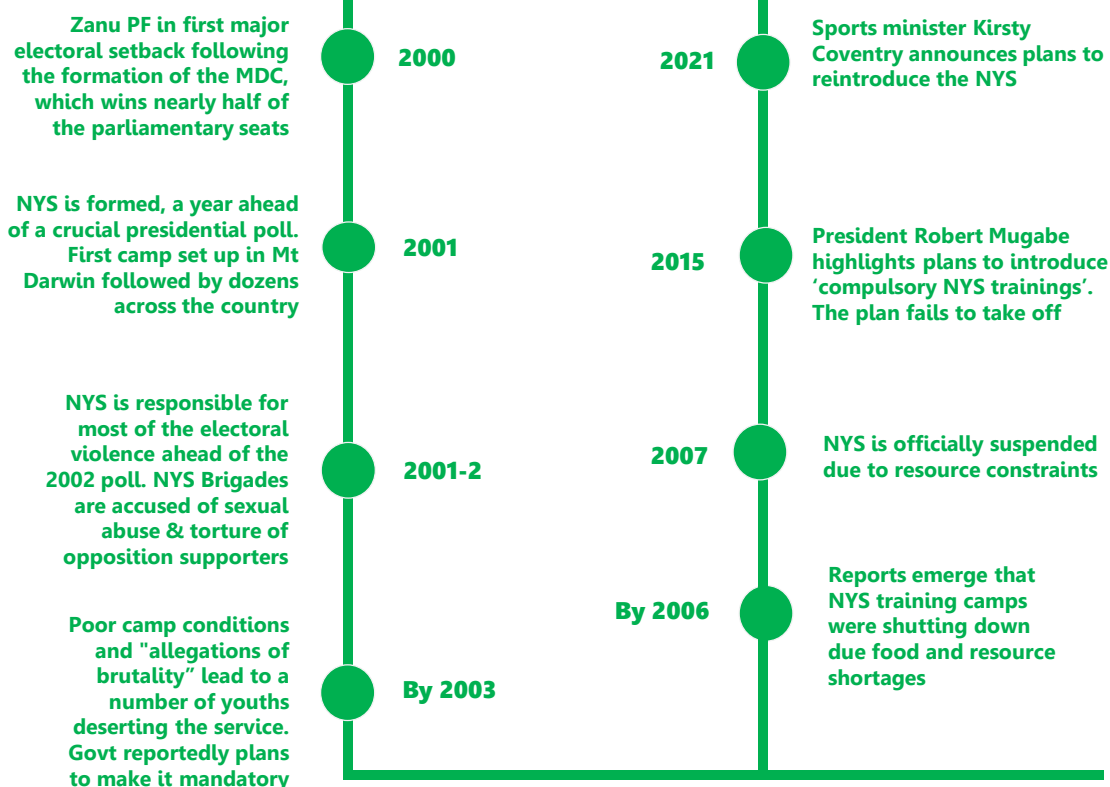 Zanu PF in first major
electoral setback following
the formation of the MDC,
which wins nearly half of
the parliamentary seats
2000
NYS is formed, a year ahead
of a crucial presidential poll.
First camp set up in Mt
Darwin followed by dozens
across the country
2001
NYS is responsible for
most of the electoral
violence ahead of the
2002 poll. NYS Brigades
are accused of sexual
abuse & torture of
opposition supporters
2001-2
Poor camp conditions
and "allegations of
brutality” lead to a
number of youths
deserting the service.
Govt reportedly plans
to make it mandatory
By 2003
2021
Sports minister Kirsty
Coventry announces plans to
reintroduce the NYS
2015
President Robert Mugabe
highlights plans to introduce
‘compulsory NYS trainings’.
The plan fails to take off
2007
NYS is officially suspended
due to resource constraints
By 2006
Reports emerge that
NYS training camps
were shutting down
due food and resource
shortages